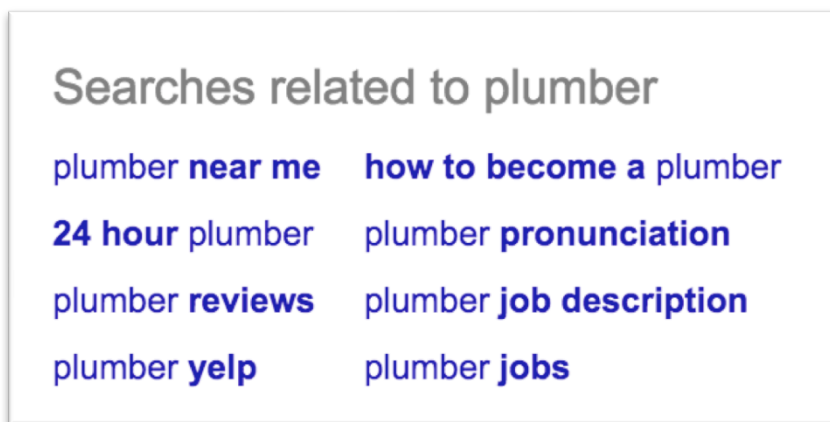 Searches related to plumber
plumber near me
how to become a plumber
24 hour plumber
plumber pronunciation
plumber reviews
plumber job description
plumber yelp
plumber jobs